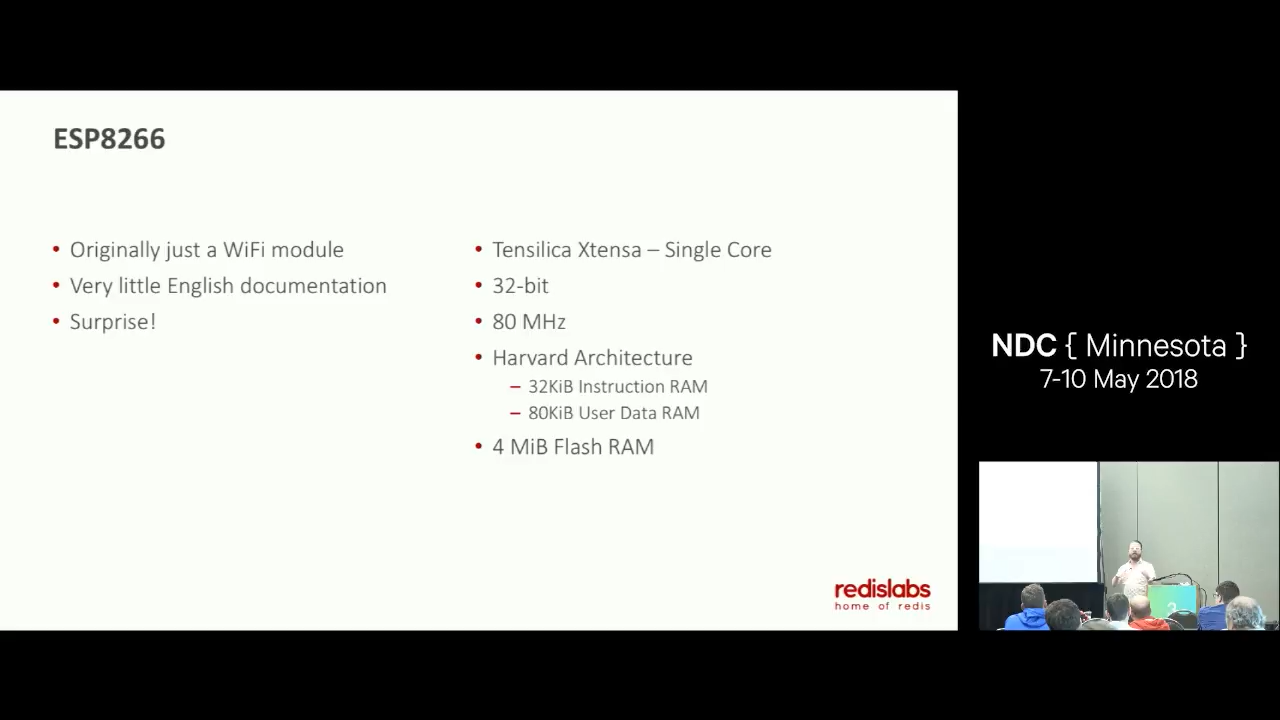 ESP8266
• Originally just a WiFi module
• Very little English documentation
• Surprise!
• Tensilica Xtensa – Single Core
• 32-bit
• 80 MHz
• Harvard Architecture
– 32KiB Instruction RAM
– 80KiB User Data RAM
• 4 MiB Flash RAM
redislabs
home of redis
NDC { Minnesota }
7-10 May 2018